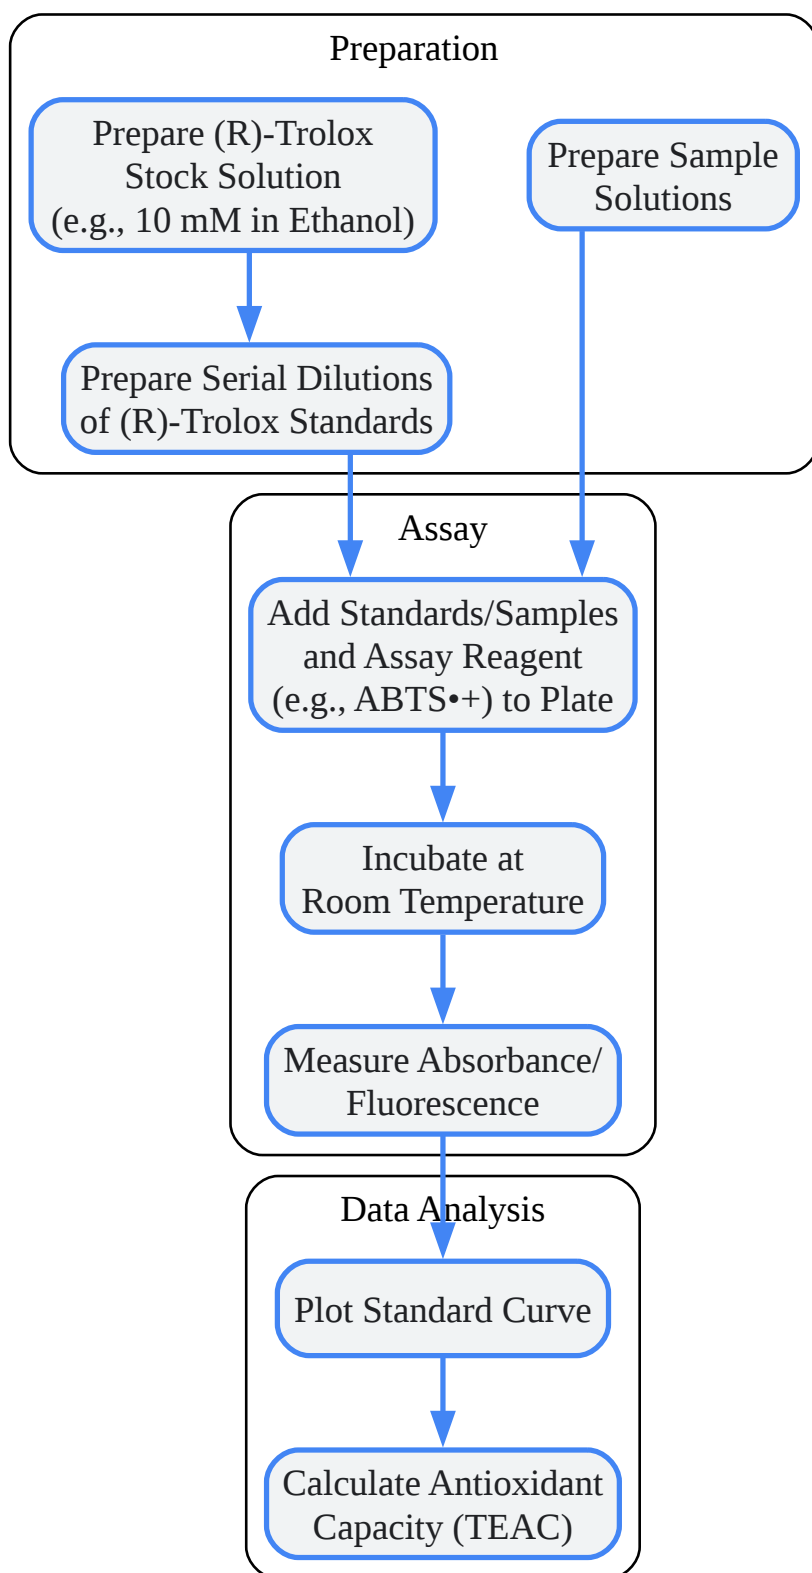 Preparation
Prepare (R)-Trolox
Stock Solution
(e.g., 10 mM in Ethanol)
Prepare Sample
Solutions
Prepare Serial Dilutions
of (R)-Trolox Standards
Assay
Add Standards/Samples
and Assay Reagent
(e.g., ABTS•+) to Plate
Incubate at
Room Temperature
Measure Absorbance/
Fluorescence
Data Analysis
Plot Standard Curve
Calculate Antioxidant
Capacity (TEAC)